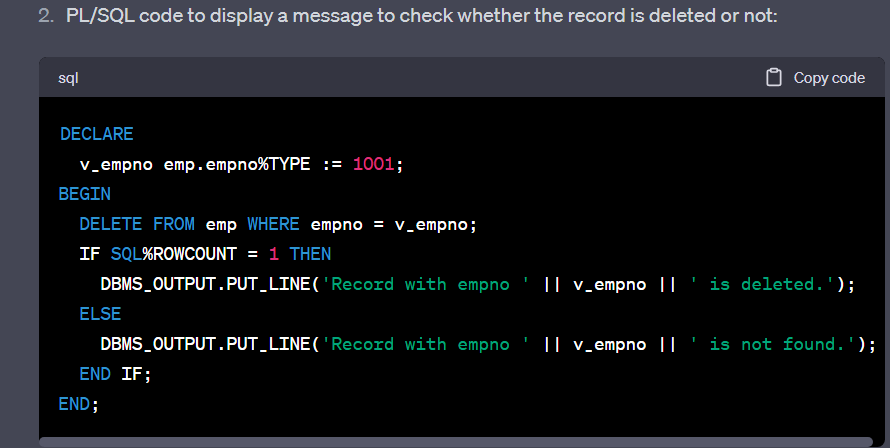 2. PL/SQL code to display a message to check whether the record is deleted or not:
sql
Copy code
DECLARE
v_empno emp.empno%TYPE := 1001;
BEGIN
DELETE FROM emp WHERE empno = v_empno;
IF SQL%ROWCOUNT = 1 THEN
DBMS_OUTPUT.PUT_LINE('Record with empno ' || v_empno || ' is deleted.');
ELSE
DBMS_OUTPUT.PUT_LINE('Record with empno ' || v_empno || ' is not found.');
END IF;
END;